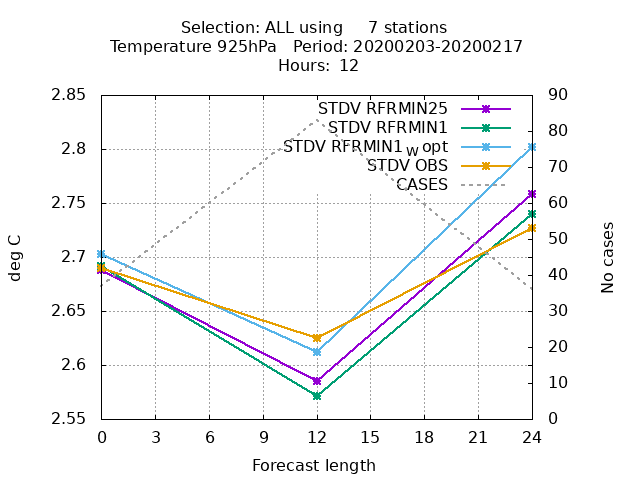 Selection: ALL using     7 stations
Temperature 925hPa   Period: 20200203-20200217
Hours:  12
2.85
2.8
2.75
2.7
2.65
2.6
2.55
deg C
STDV RFRMIN25
STDV RFRMIN1
STDV RFRMIN1wopt
STDV OBS
CASES
90
80
70
60
50
40
30
20
10
0
No cases
0 3 6 9 12 15 18 21 24
Forecast length